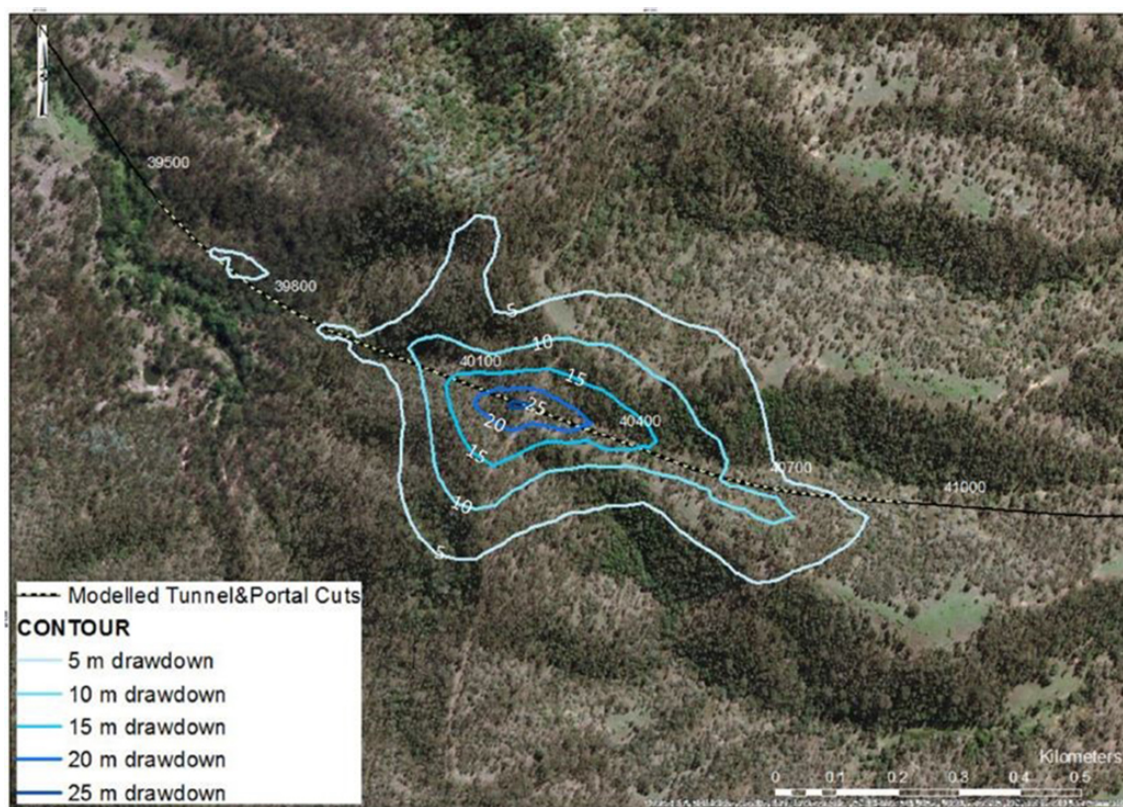 39500
39800
5
10
40100
15
25
20
40400
15
40700
10
41000
5
Modelled Tunnel&Portal Cuts
CONTOUR
5 m drawdown
10 m drawdown
15 m drawdown
20 m drawdown
25 m drawdown
Kilometers
0 0.1 0.2 0.3 0.4 0.5